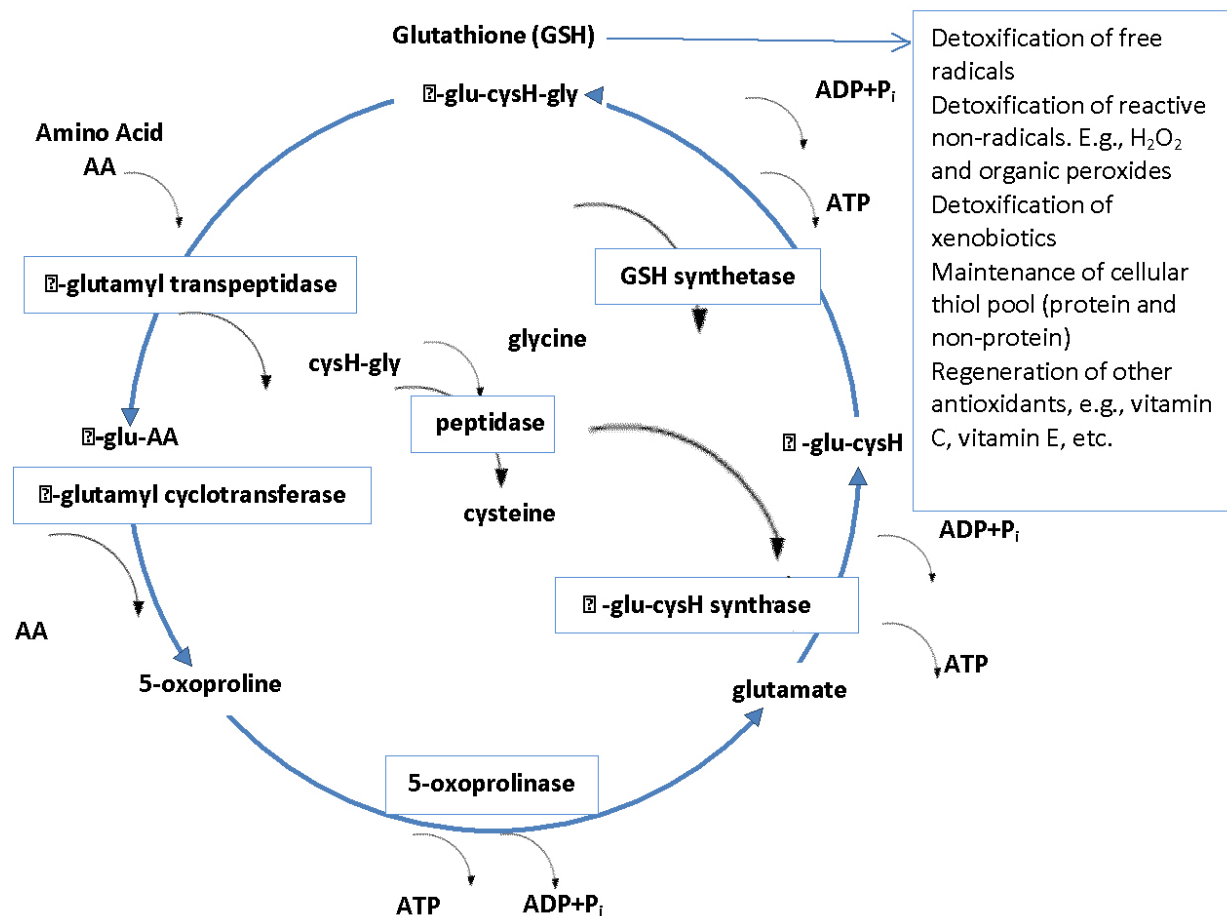 Glutathione (GSH)
⍰-glu-cysH-gly
ADP+Pi
Amino Acid
AA
ATP
⍰-glutamyl transpeptidase
GSH synthetase
glycine
cysH-gly
peptidase
⍰-glu-AA
⍰-glu-cysH
⍰-glutamyl cyclotransferase
cysteine
ADP+Pi
⍰-glu-cysH synthase
AA
ATP
5-oxoproline
glutamate
5-oxoprolinase
ATP
ADP+Pi
Detoxification of free
radicals
Detoxification of reactive
non-radicals. E.g., H2O2
and organic peroxides
Detoxification of
xenobiotics
Maintenance of cellular
thiol pool (protein and
non-protein)
Regeneration of other
antioxidants, e.g., vitamin
C, vitamin E, etc.